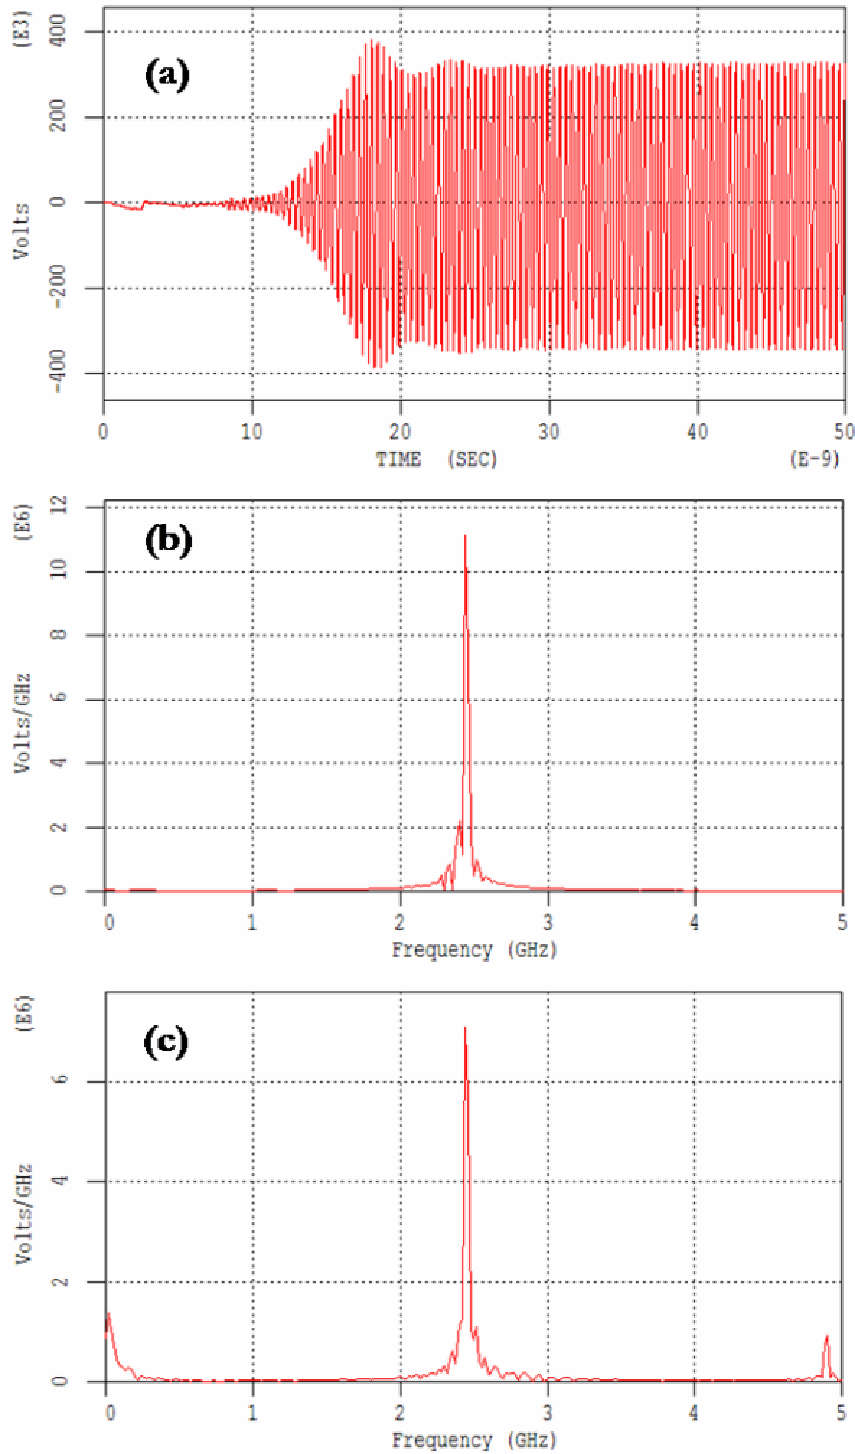 (E3)
400
200
0
-200
-400
Volts
(a)
0 10 20 30 40 50
TIME (SEC) (E-9)
(E6)
12
10
8
6
4
2
0
Volts/GHz
(b)
0 1 2 3 4 5
Frequency (GHz)
(E6)
6
4
2
0
Volts/GHz
(c)
0 1 2 3 4 5
Frequency (GHz)